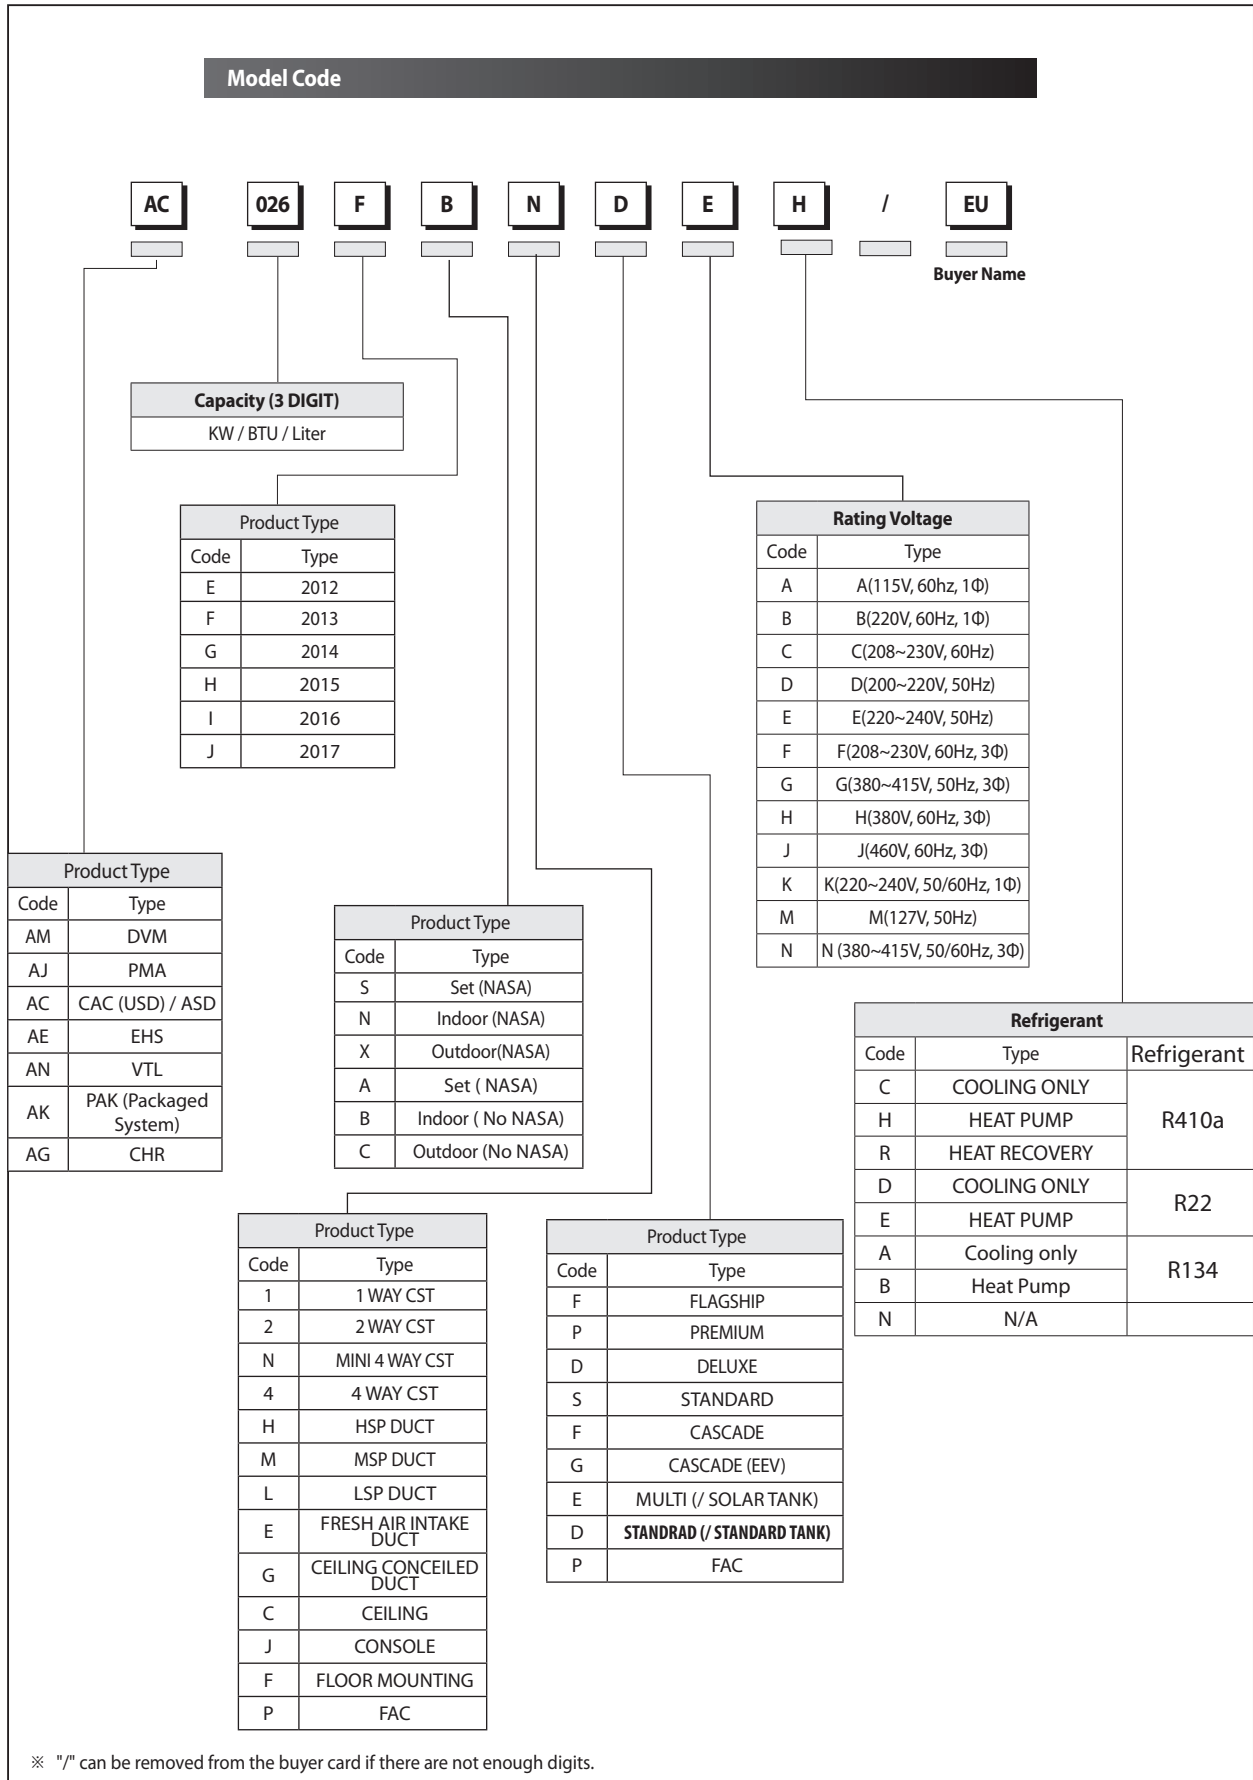 Model Code
AC 026 F B N D E H / EU
Buyer Name
Capacity (3 DIGIT)
KW / BTU / Liter
Product Type
Code Type
E 2012
F 2013
G 2014
H 2015
I 2016
J 2017
Rating Voltage
Code Type
A A(115V, 60hz, 1Φ)
B B(220V, 60Hz, 1Φ)
C C(208~230V, 60Hz)
D D(200~220V, 50Hz)
E E(220~240V, 50Hz)
F F(208~230V, 60Hz, 3Φ)
G G(380~415V, 50Hz, 3Φ)
H H(380V, 60Hz, 3Φ)
J J(460V, 60Hz, 3Φ)
K K(220~240V, 50/60Hz, 1Φ)
M M(127V, 50Hz)
N N (380~415V, 50/60Hz, 3Φ)
Product Type
Code Type
AM DVM
AJ PMA
AC CAC (USD) / ASD
AE EHS
AN VTL
AK PAK (Packaged
System)
AG CHR
Product Type
Code Type
S Set (NASA)
N Indoor (NASA)
X Outdoor(NASA)
A Set ( NASA)
B Indoor ( No NASA)
C Outdoor (No NASA)
Refrigerant
Code Type Refrigerant
C COOLING ONLY
H HEAT PUMP R410a
R HEAT RECOVERY
D COOLING ONLY
R22
E HEAT PUMP
A Cooling only
R134
B Heat Pump
N N/A
Product Type
Code Type
1 1 WAY CST
2 2 WAY CST
N MINI 4 WAY CST
4 4 WAY CST
H HSP DUCT
M MSP DUCT
L LSP DUCT
E FRESH AIR INTAKE
DUCT
G CEILING CONCEILED
DUCT
C CEILING
J CONSOLE
F FLOOR MOUNTING
P FAC
Product Type
Code Type
F FLAGSHIP
P PREMIUM
D DELUXE
S STANDARD
F CASCADE
G CASCADE (EEV)
E MULTI (/ SOLAR TANK)
D STANDRAD (/ STANDARD TANK)
P FAC
※ "/" can be removed from the buyer card if there are not enough digits.